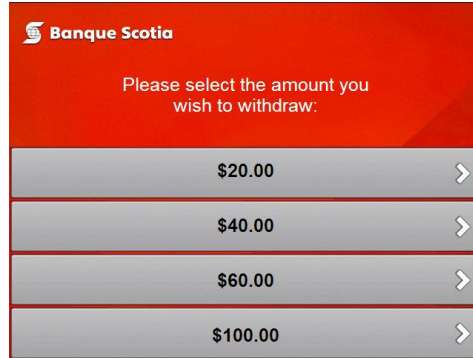 Banque Scotia
Please select the amount you
wish to withdraw:
$20.00
$40.00
$60.00
$100.00